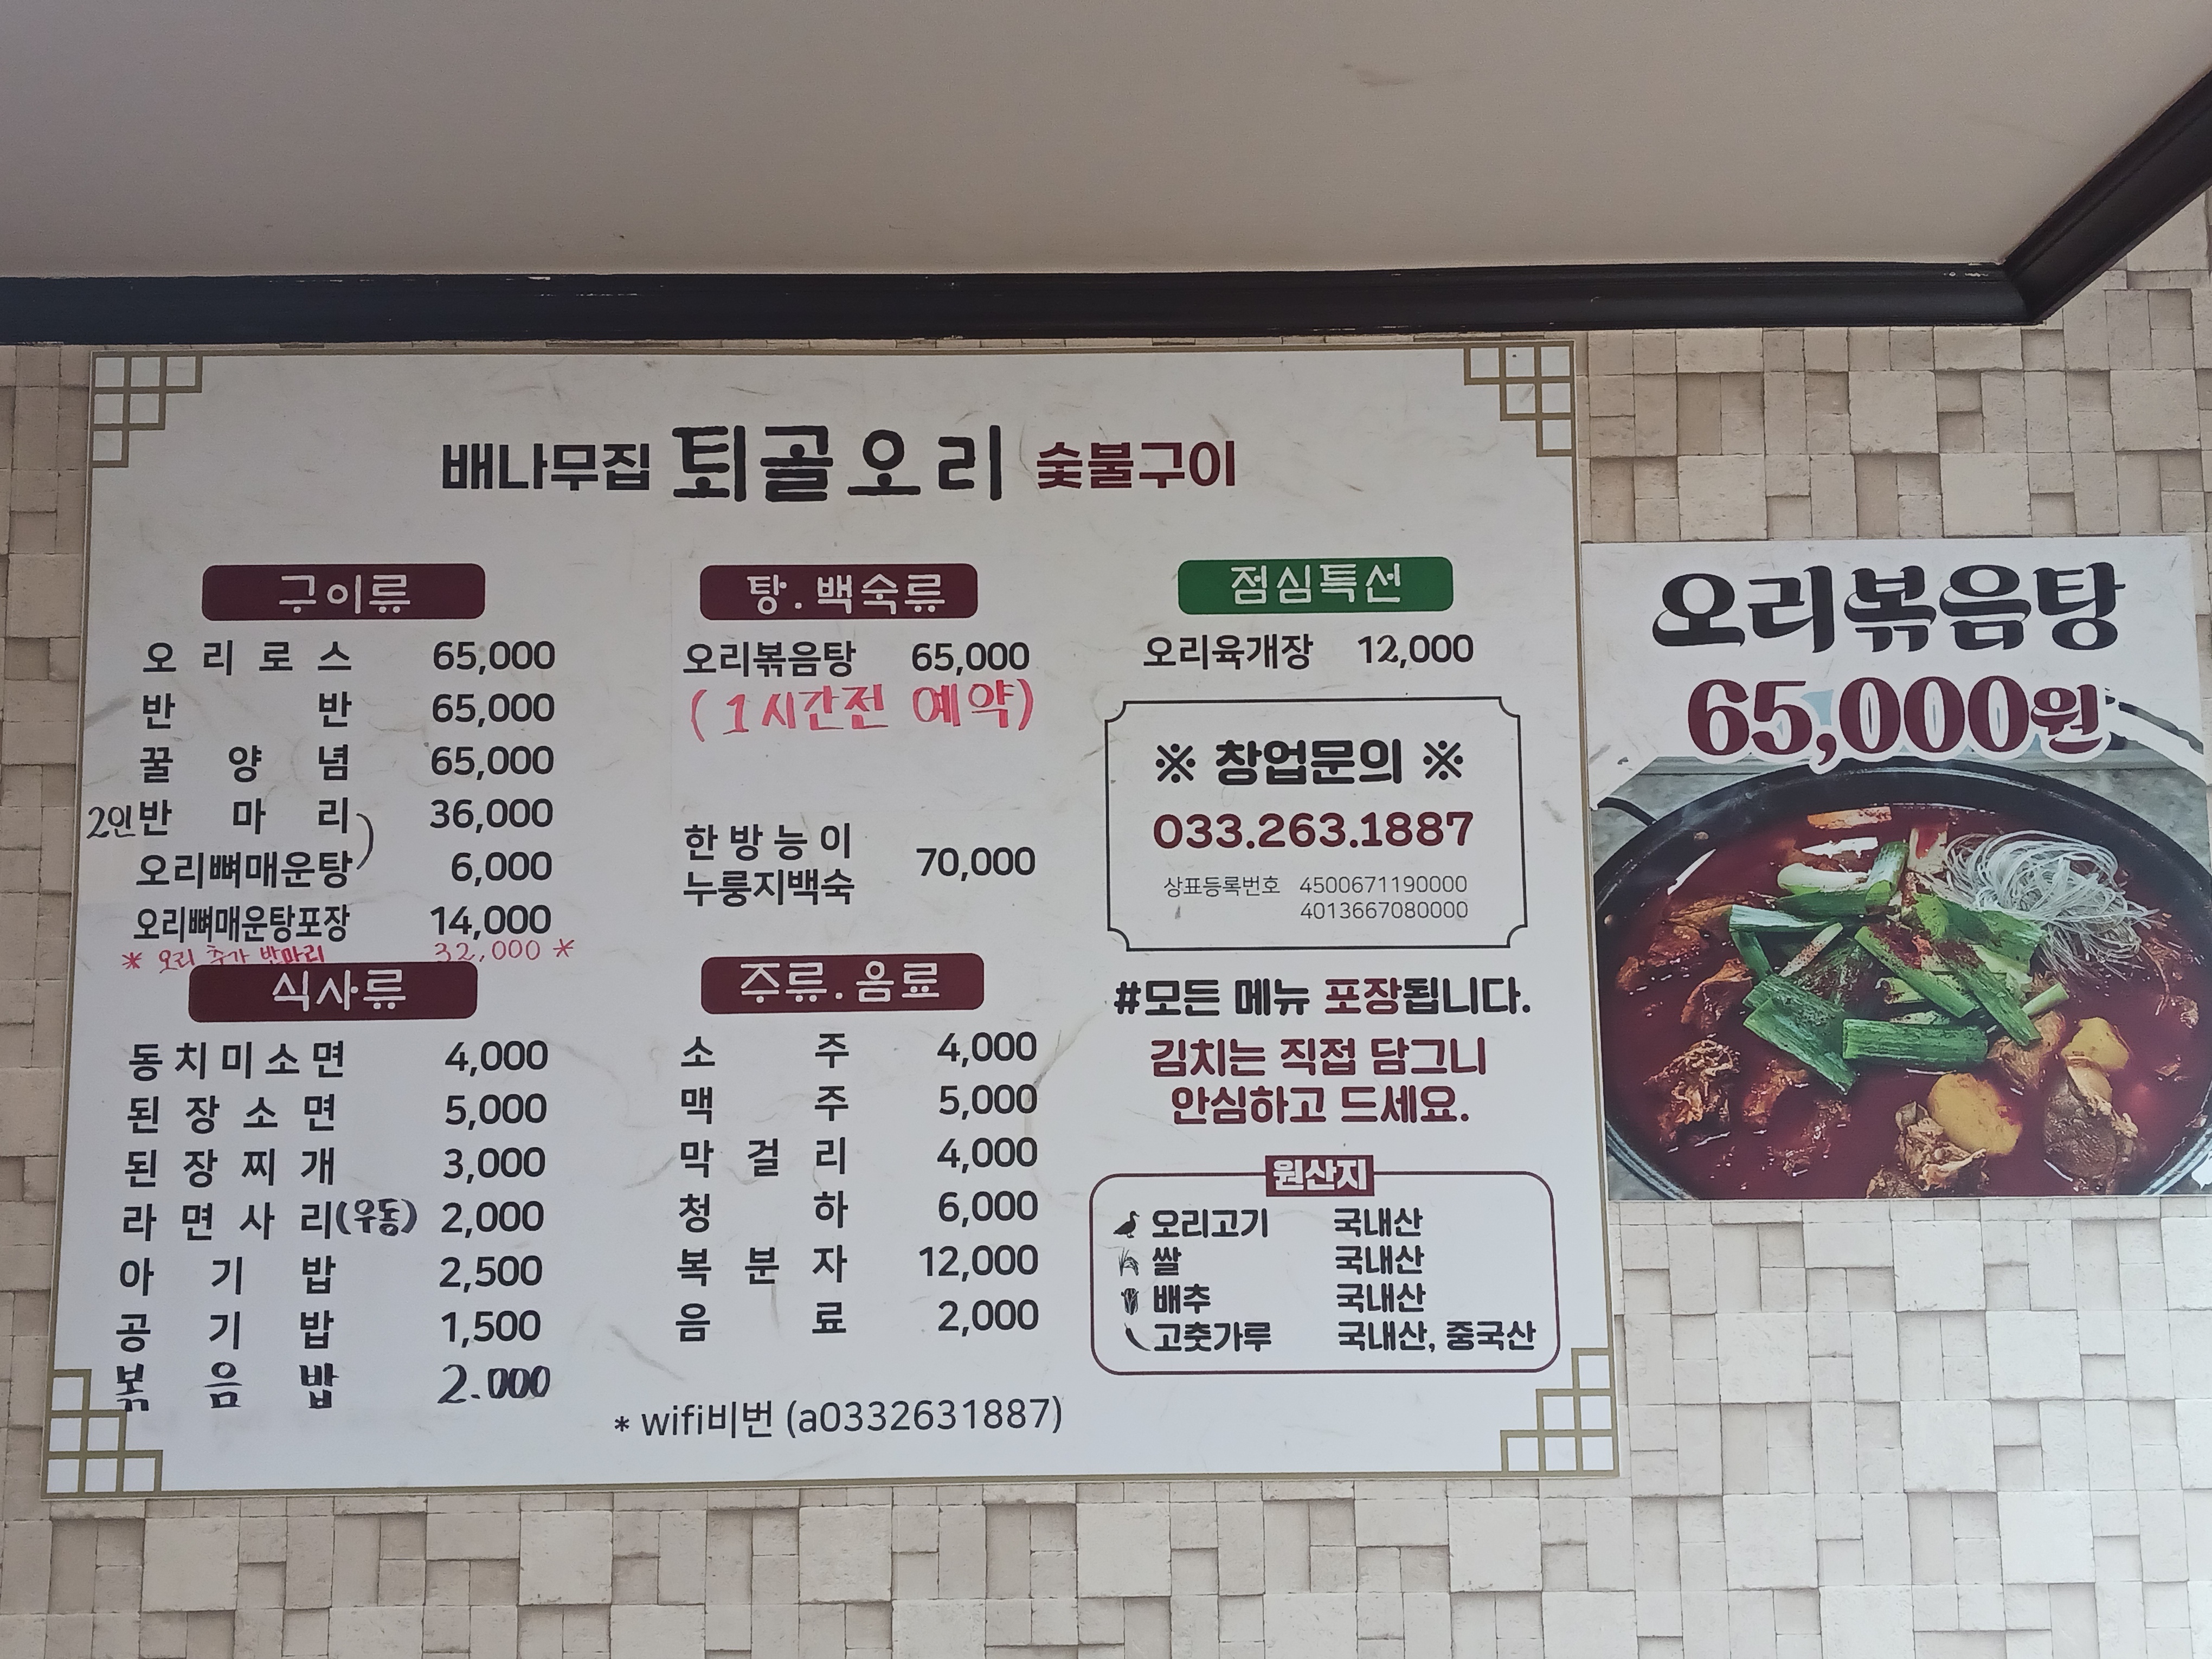 배나무집 퇴골오리 숯불구이
구이류
오리로스 65,000
반반 65,000
꿀양념 65,000
2인 반마리 36,000
오리뼈매운탕 6,000
오리뼈매운탕포장 14,000
* 오리 추가 반마리 32,000 *
식사류
동치미소면 4,000
된장소면 5,000
된장찌개 3,000
라면사리(우동) 2,000
아기밥 2,500
공기밥 1,500
볶음밥 2.000
탕.백숙류
오리볶음탕 65,000
(1시간전 예약)
한방능이
누룽지백숙 70,000
주류.음료
소주 4,000
맥주 5,000
막걸리 4,000
청하 6,000
복분자 12,000
음료 2,000
* wifi비번 (a0332631887)
점심특선
오리육개장 12,000
※ 창업문의 ※
033.263.1887
상표등록번호 4500671190000
4013667080000
#모든 메뉴 포장됩니다.
김치는 직접 담그니
안심하고 드세요.
원산지
오리고기 국내산
쌀 국내산
배추 국내산
고춧가루 국내산, 중국산
오리볶음탕
65,000원